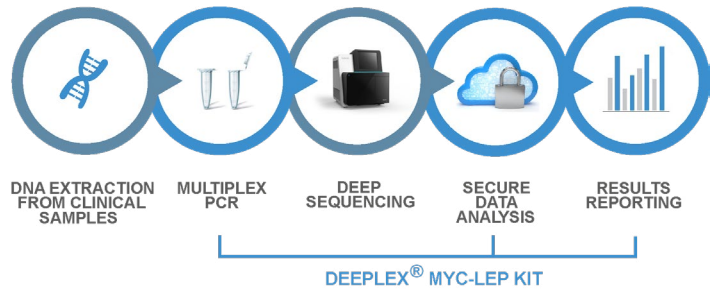 DNA EXTRACTION
FROM CLINICAL
SAMPLES
MULTIPLEX
PCR
DEEP
SEQUENCING
SECURE
DATA
ANALYSIS
RESULTS
REPORTING
DEEPLEX® MYC-LEP KIT